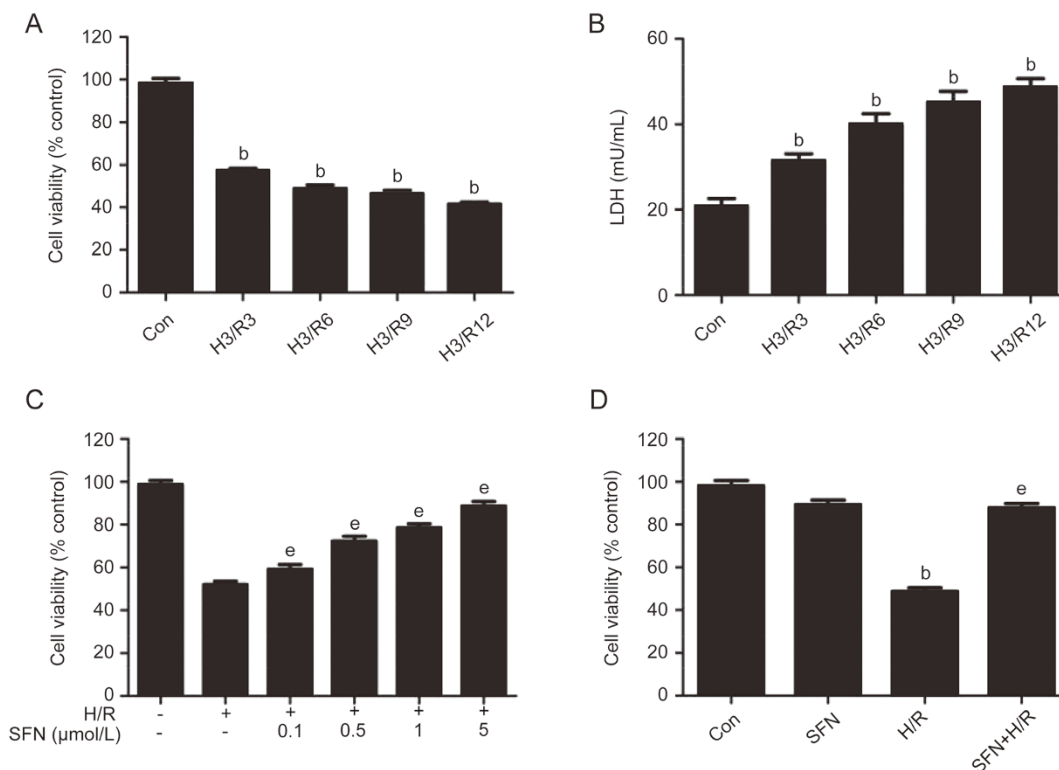 A
Cell viability (% control)
120
100
80
60
40
20
0
b
b
b
b
Con
H3/R3
H3/R6
H3/R9
H3/R12
B
LDH (mU/mL)
60
40
20
0
b
b
b
b
Con
H3/R3
H3/R6
H3/R9
H3/R12
C
Cell viability (% control)
120
100
80
60
40
20
0
e
e
e
e
H/R - + + + + +
SFN (μmol/L) - - 0.1 0.5 1 5
D
Cell viability (% control)
120
100
80
60
40
20
0
b
e
Con
SFN
H/R
SFN+H/R